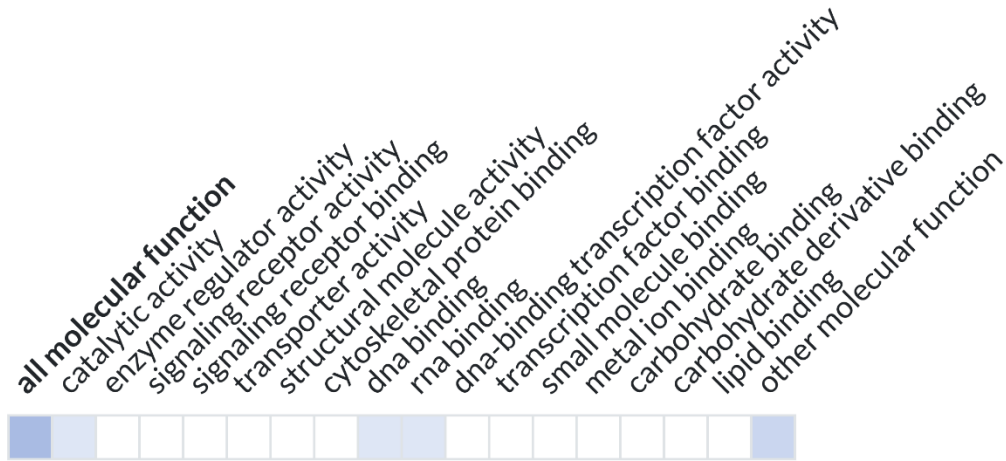 all molecular function
catalytic activity
enzyme regulator activity
signaling receptor activity
signaling receptor binding
transporter activity
structural molecule activity
cytoskeletal protein binding
dna binding
rna binding
dna-binding transcription factor activity
transcription factor binding
small molecule binding
metal ion binding
carbohydrate binding
carbohydrate derivative binding
lipid binding
other molecular function